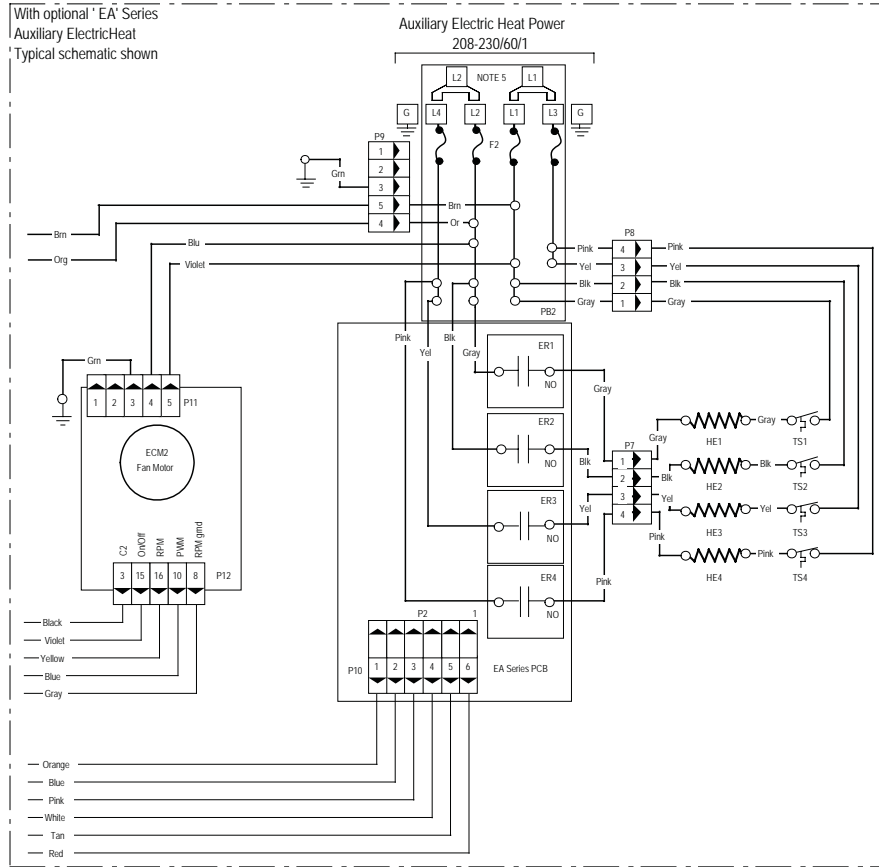 With optional ' EA' Series
Auxiliary ElectricHeat
Typical schematic shown
Auxiliary Electric Heat Power
208-230/60/1
L2 NOTE 5 L1
G L4 L2 L1 L3 G
F2
P9
1
2
3
5
4
Grn
Brn
Or
Brn
Org
Blu
Violet
P8
Pink 4 Pink
Yel 3 Yel
Blk 2 Blk
Gray 1 Gray
PB2
Pink
Yel
Blk
Gray
ER1
NO
ER2
NO
ER3
NO
ER4
NO
Gray
Blk
Yel
Pink
P7
1
2
3
4
Gray
Blk
Yel
Pink
HE1 Gray TS1
HE2 Blk TS2
HE3 Yel TS3
HE4 Pink TS4
Grn
1 2 3 4 5 P11
ECM2
Fan Motor
C2
On/Off
RPM
PWM
RPM grnd
3 15 16 10 8 P12
Black
Violet
Yellow
Blue
Gray
P2 1
P10 1 2 3 4 5 6
EA Series PCB
Orange
Blue
Pink
White
Tan
Red